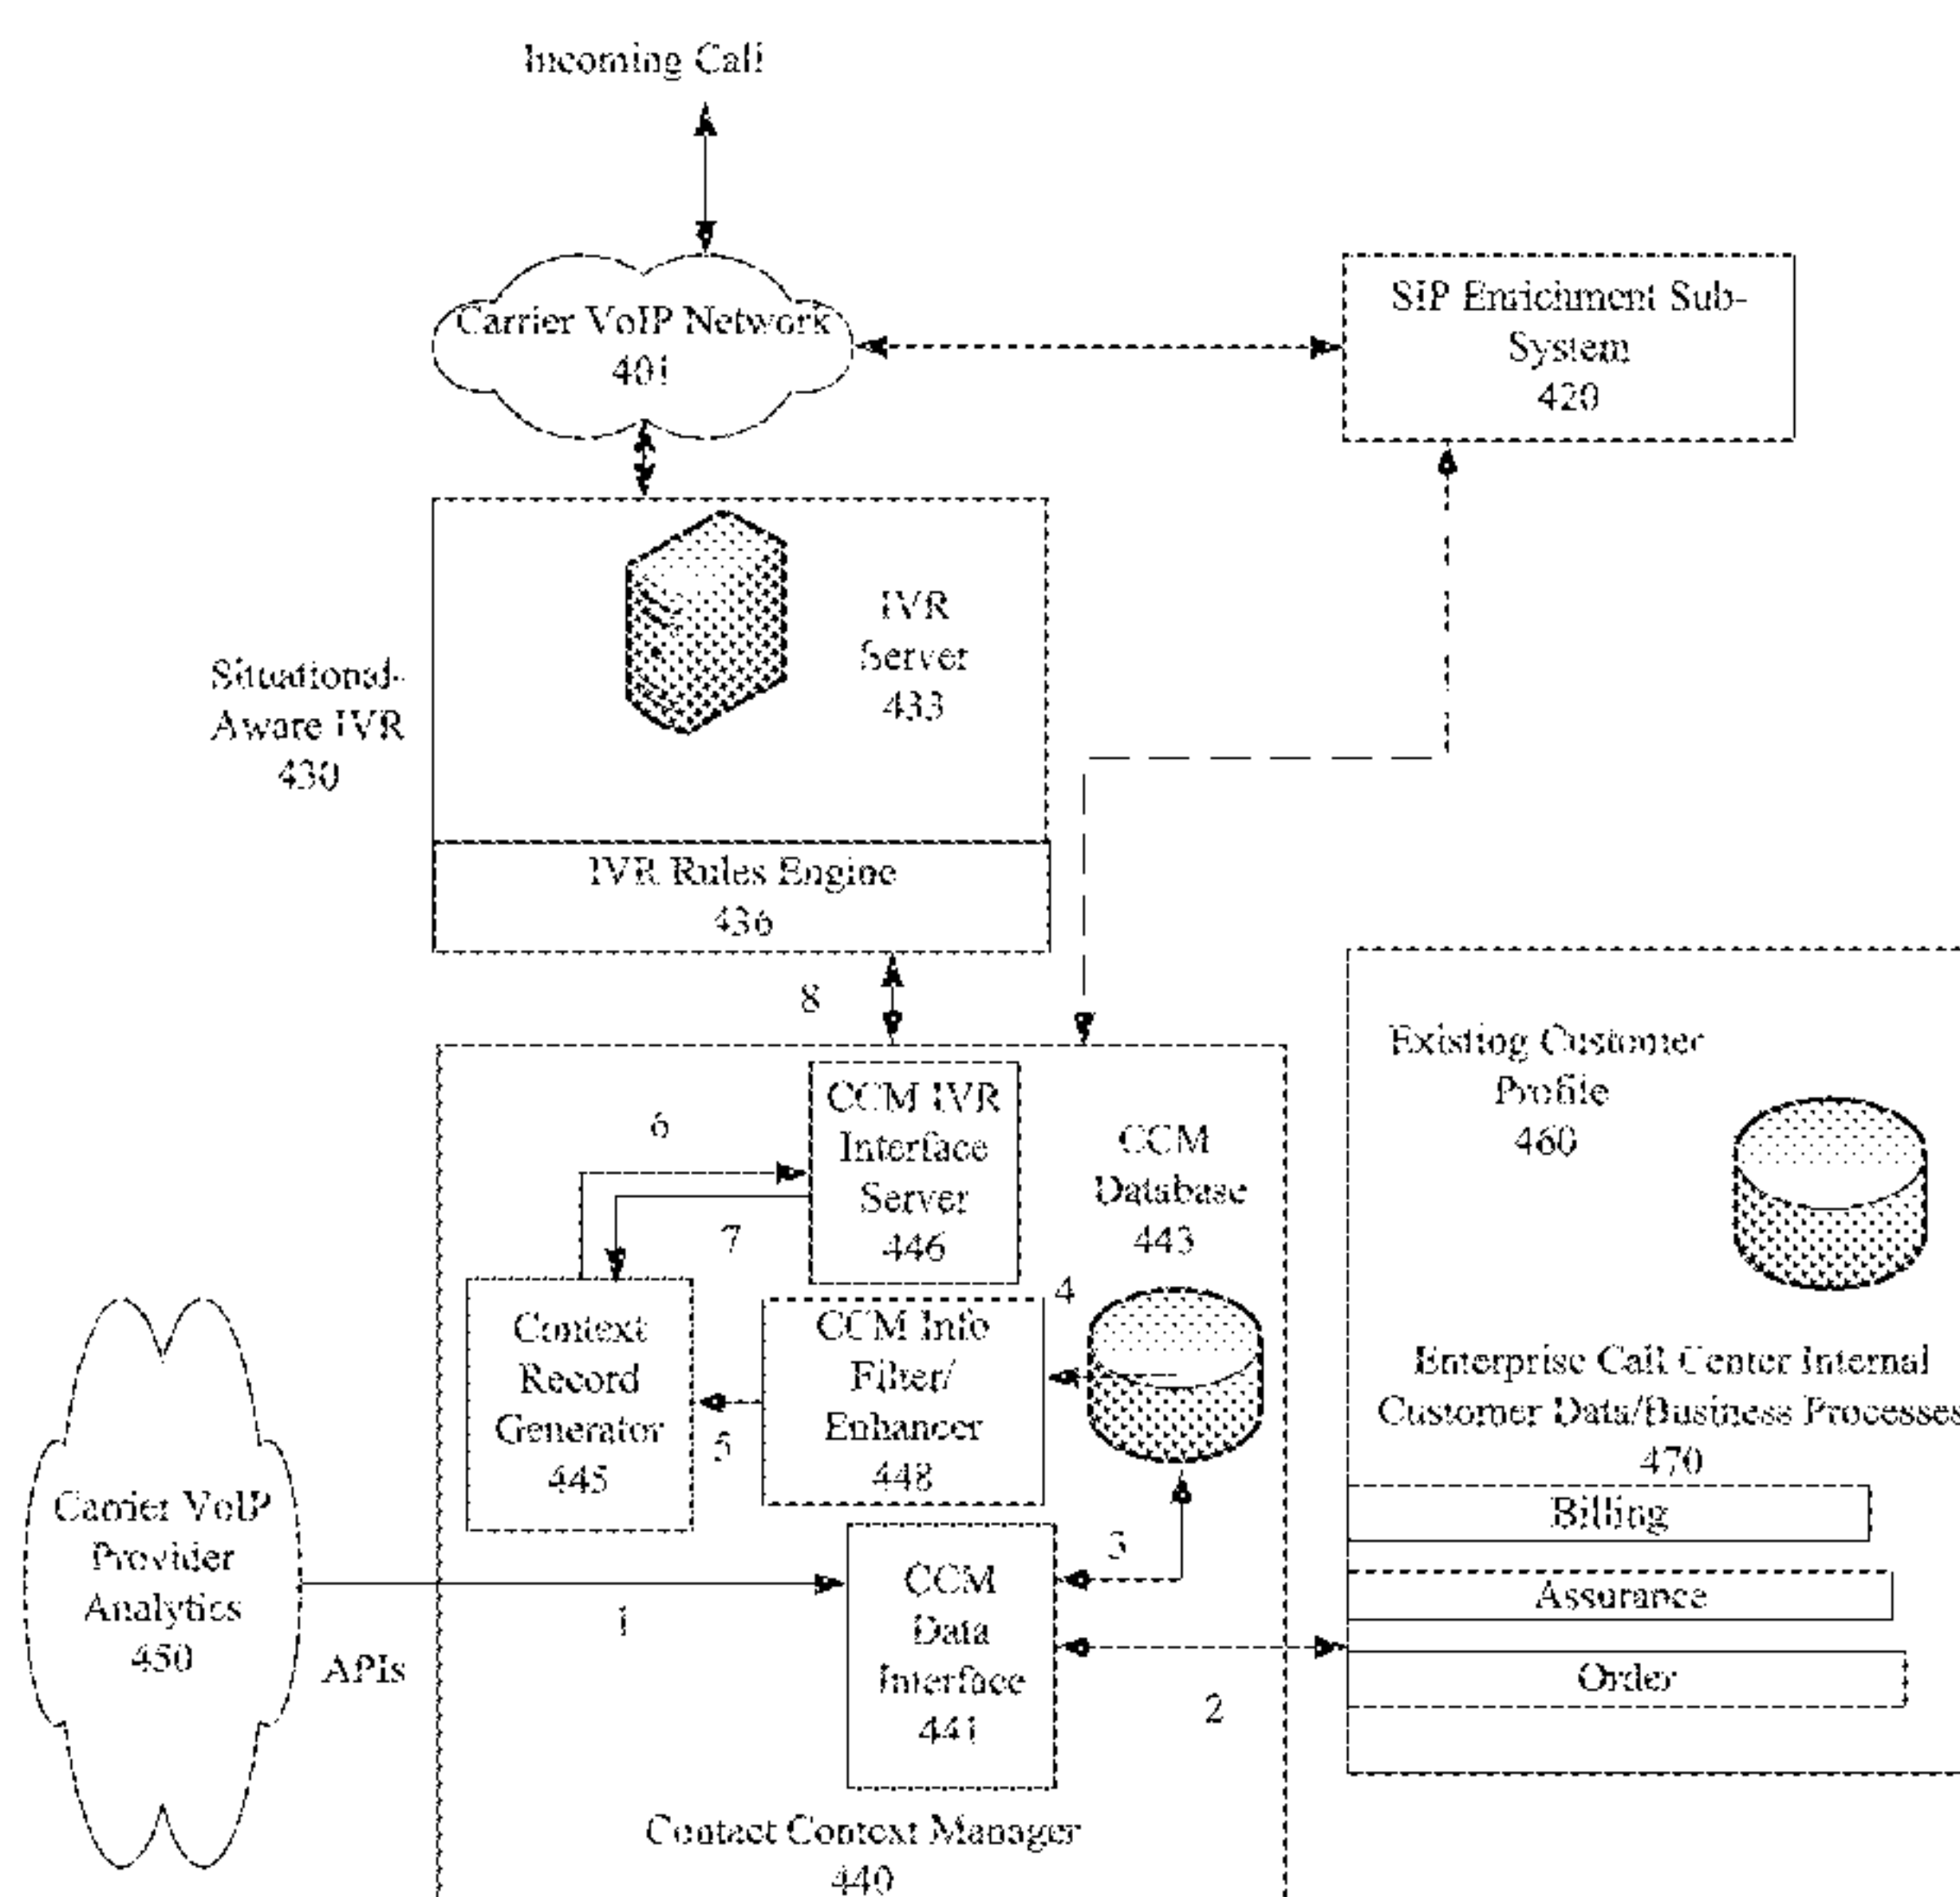 Incoming Call
Carrier VoIP Network
401
SIP Enrichment Sub-
System
420
IVR
Server
433
Situational-
Aware IVR
430
IVR Rules Engine
436
8
CCM IVR
Interface
Server
446
6
7
CCM
Database
443
4
Existing Customer
Profile
460
Context
Record
Generator
445
5
CCM Info
Filter/
Enhancer
448
Enterprise Call Center Internal
Customer Data/Business Processes
470
Billing
Assurance
Order
Carrier VoIP
Provider
Analytics
450
APIs
1
3
CCM
Data
Interface
441
2
Contact Context Manager
440